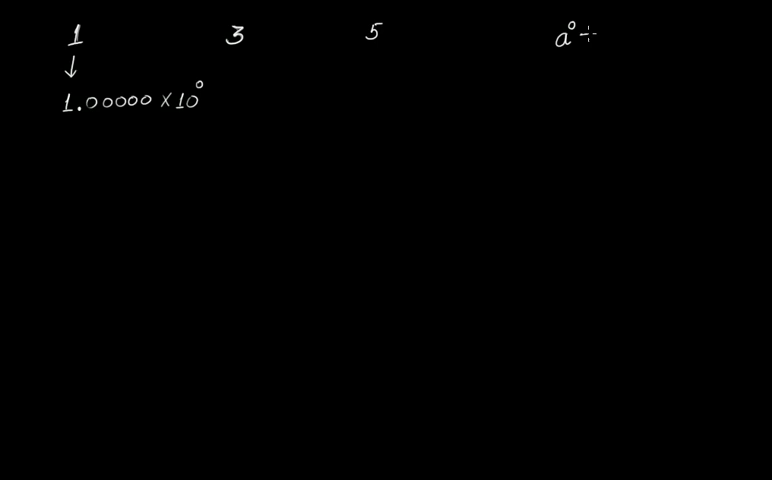 1 3 5 a⁰ -
↓
1.00000 × 10⁰